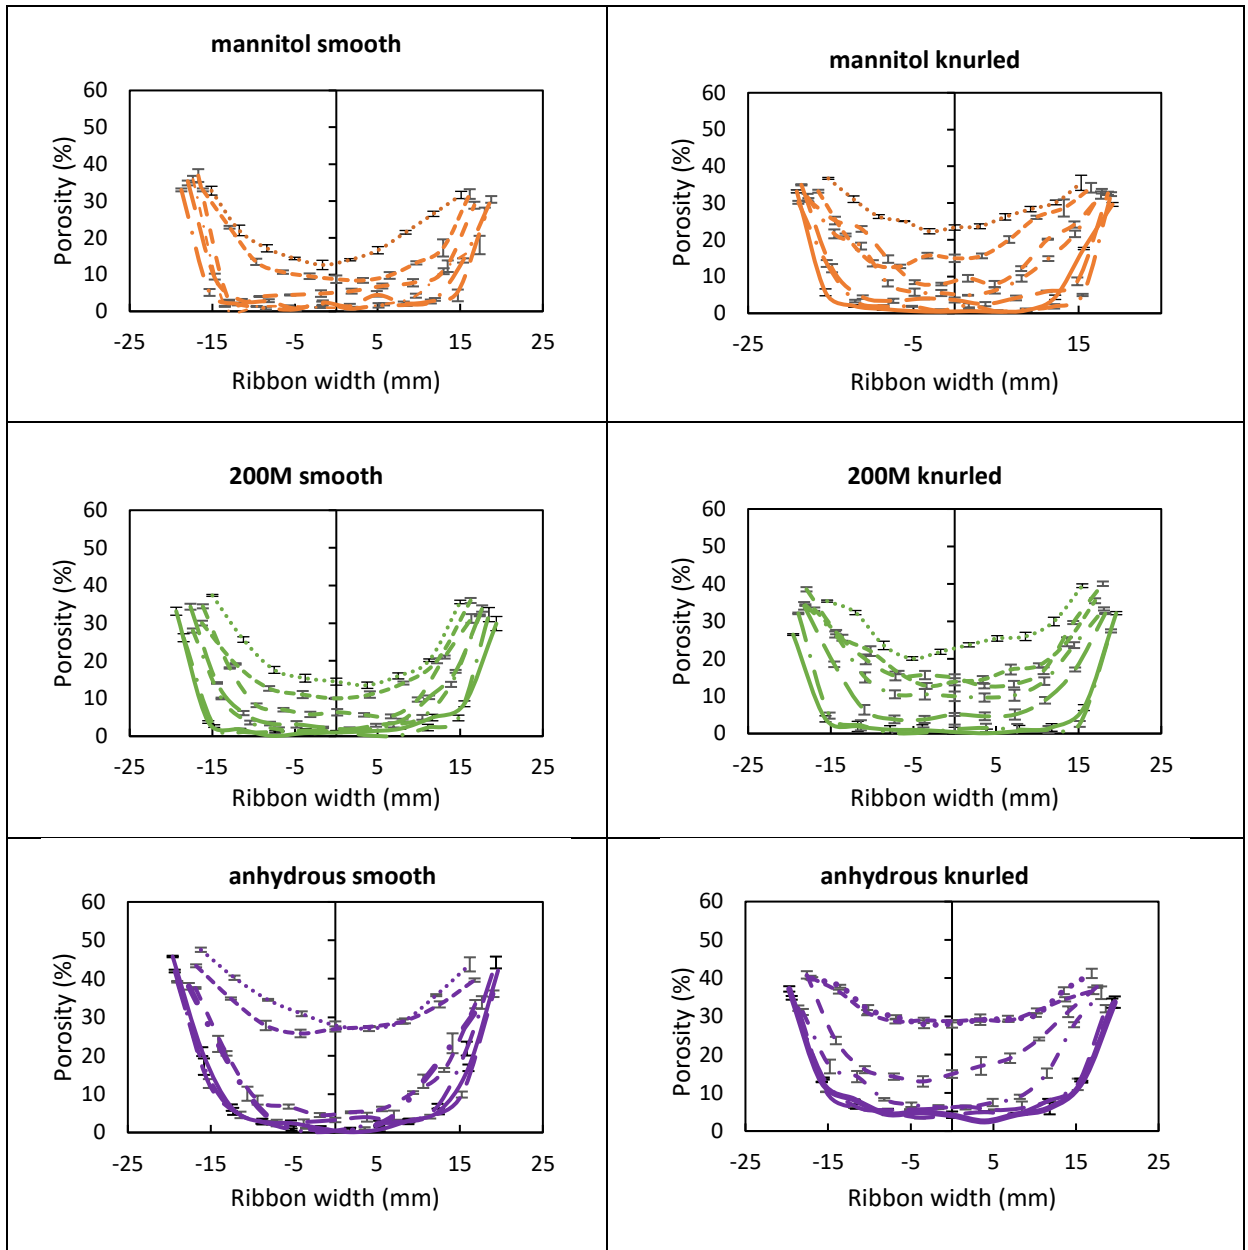 mannitol smooth
60
50
40
30
20
10
0
Porosity (%)
-25 -15 -5 5 15 25
Ribbon width (mm)
mannitol knurled
60
50
40
30
20
10
0
Porosity (%)
-25 -5 15
Ribbon width (mm)
200M smooth
60
50
40
30
20
10
0
Porosity (%)
-25 -15 -5 5 15 25
Ribbon width (mm)
200M knurled
60
50
40
30
20
10
0
Porosity (%)
-25 -15 -5 5 15 25
Ribbon width (mm)
anhydrous smooth
60
50
40
30
20
10
0
Porosity (%)
-25 -15 -5 5 15 25
Ribbon width (mm)
anhydrous knurled
60
50
40
30
20
10
0
Porosity (%)
-25 -15 -5 5 15 25
Ribbon width (mm)